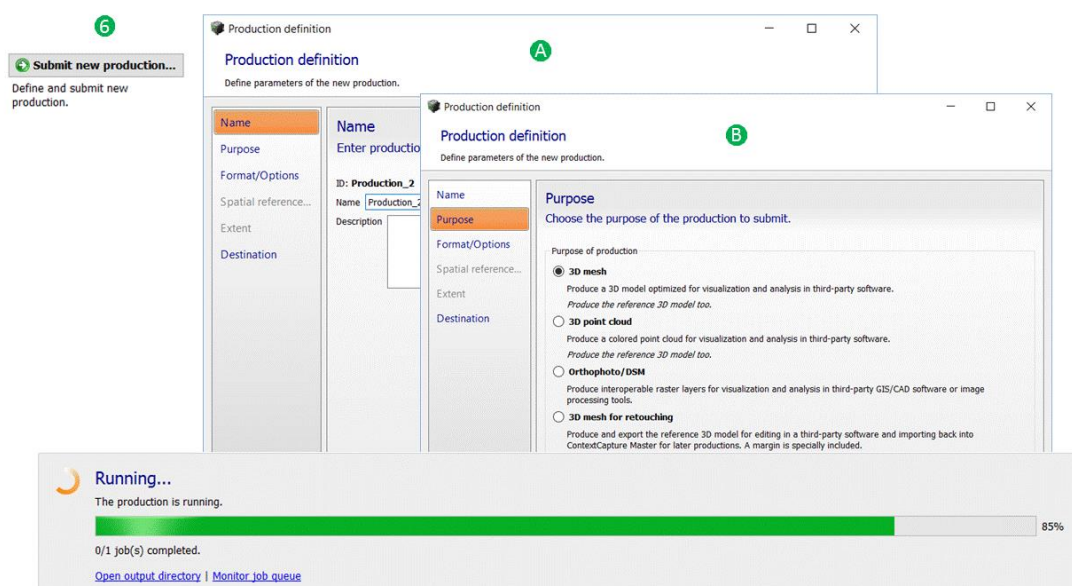 6
Submit new production...
Define and submit new
production.
Production definition
A
Production definition
Define parameters of the new production.
Name
Purpose
Format/Options
Spatial reference...
Extent
Destination
Name
Enter productio
ID: Production_2
Name Production_2
Description
Production definition
B
Production definition
Define parameters of the new production.
Name
Purpose
Format/Options
Spatial reference...
Extent
Destination
Purpose
Choose the purpose of the production to submit.
Purpose of production
3D mesh
Produce a 3D model optimized for visualization and analysis in third-party software.
Produce the reference 3D model too.
3D point cloud
Produce a colored point cloud for visualization and analysis in third-party software.
Produce the reference 3D model too.
Orthophoto/DSM
Produce interoperable raster layers for visualization and analysis in third-party GIS/CAD software or image
processing tools.
3D mesh for retouching
Produce and export the reference 3D model for editing in a third-party software and importing back into
ContextCapture Master for later productions. A margin is specially included.
Running...
The production is running.
85%
0/1 job(s) completed.
Open output directory | Monitor job queue